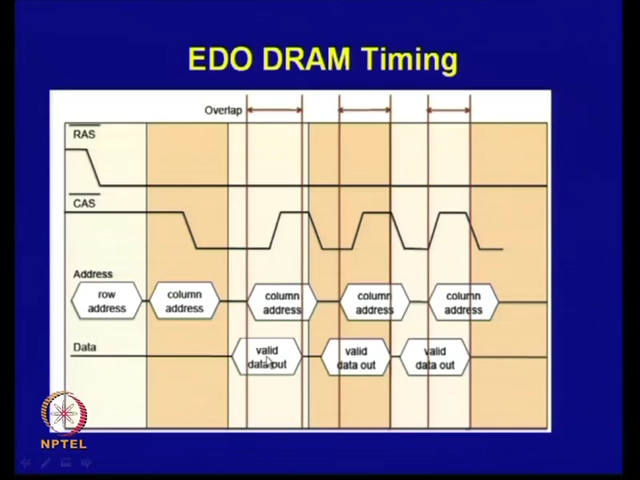 EDO DRAM Timing
Overlap
RAS
CAS
Address
row
address
column
address
column
address
column
address
column
address
Data
valid
data out
valid
data out
valid
data out
NPTEL